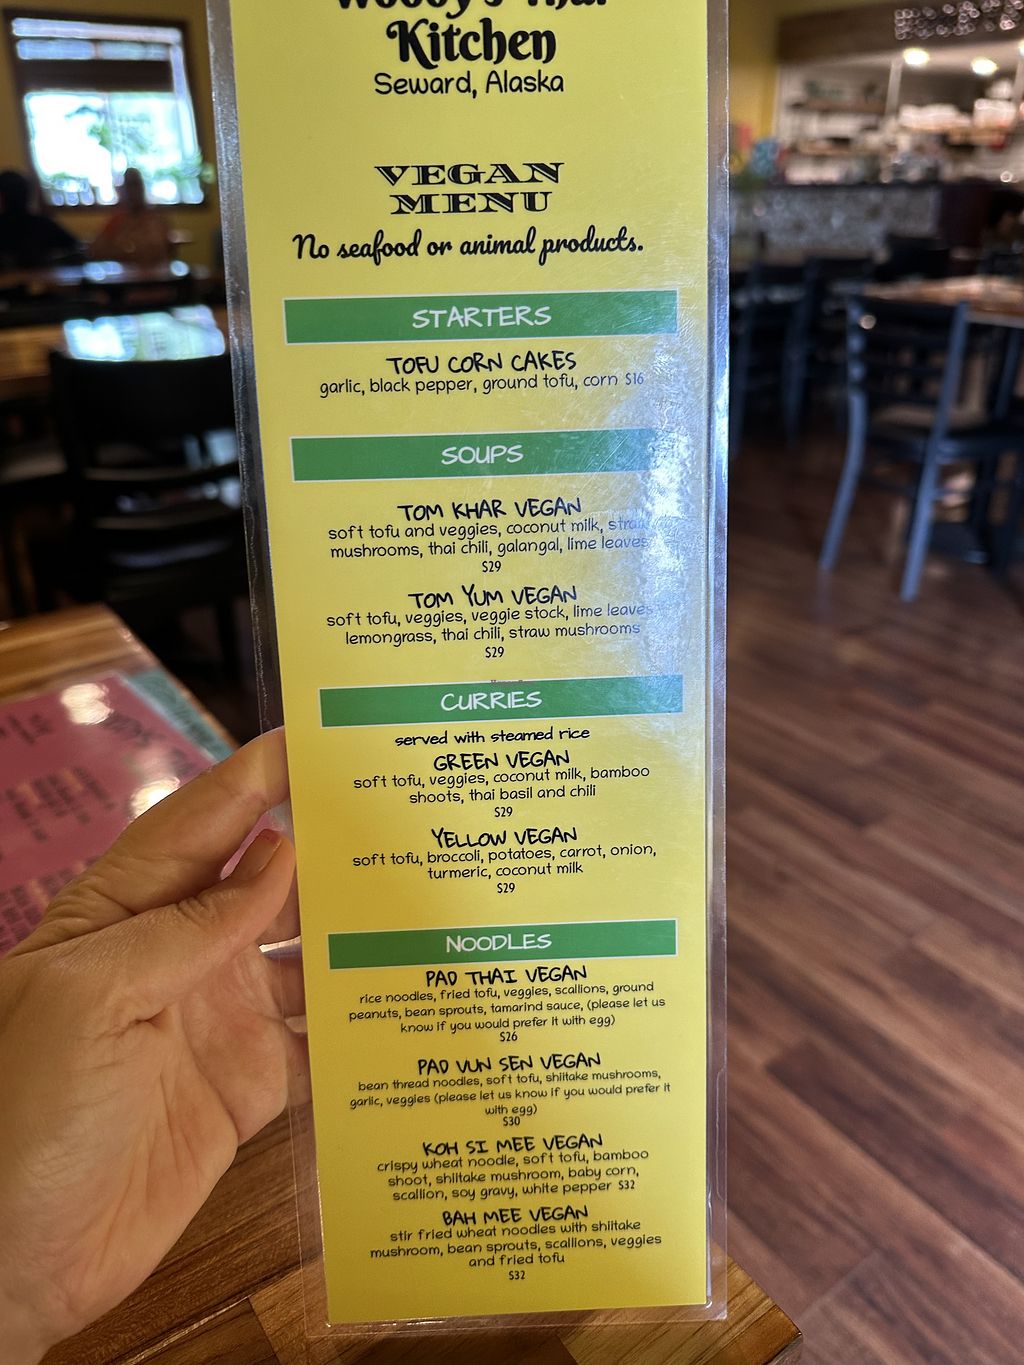 Woody's Thai
Kitchen
Seward, Alaska
VEGAN
MENU
No seafood or animal products.
STARTERS
TOFU CORN CAKES
garlic, black pepper, ground tofu, corn $16
SOUPS
TOM KHAR VEGAN
soft tofu and veggies, coconut milk, straw
mushrooms, thai chili, galangal, lime leaves
$29
TOM YUM VEGAN
soft tofu, veggies, veggie stock, lime leaves
lemongrass, thai chili, straw mushrooms
$29
CURRIES
served with steamed rice
GREEN VEGAN
soft tofu, veggies, coconut milk, bamboo
shoots, thai basil and chili
$29
YELLOW VEGAN
soft tofu, broccoli, potatoes, carrot, onion,
turmeric, coconut milk
$29
NOODLES
PAD THAI VEGAN
rice noodles, fried tofu, veggies, scallions, ground
peanuts, bean sprouts, tamarind sauce, (please let us
know if you would prefer it with egg)
$26
PAD VUN SEN VEGAN
bean thread noodles, soft tofu, shiitake mushrooms,
garlic, veggies (please let us know if you would prefer it
with egg)
$30
KOH SI MEE VEGAN
crispy wheat noodle, soft tofu, bamboo
shoot, shiitake mushroom, baby corn,
scallion, soy gravy, white pepper $32
BAH MEE VEGAN
stir fried wheat noodles with shiitake
mushroom, bean sprouts, scallions, veggies
and fried tofu
$32